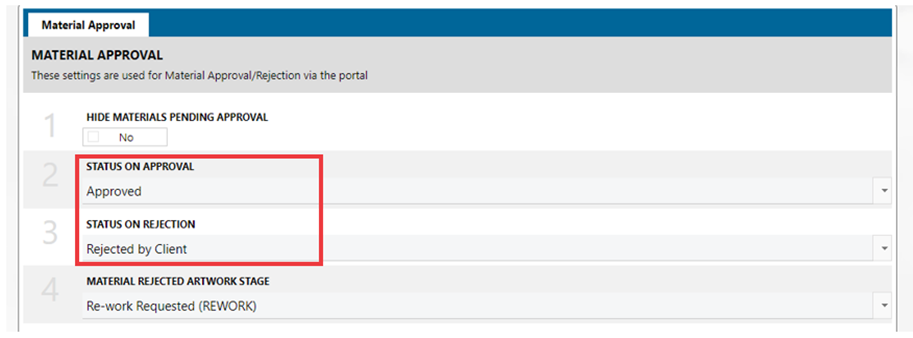 Material Approval
MATERIAL APPROVAL
These settings are used for Material Approval/Rejection via the portal
1
HIDE MATERIALS PENDING APPROVAL
No
2
STATUS ON APPROVAL
Approved
3
STATUS ON REJECTION
Rejected by Client
4
MATERIAL REJECTED ARTWORK STAGE
Re-work Requested (REWORK)